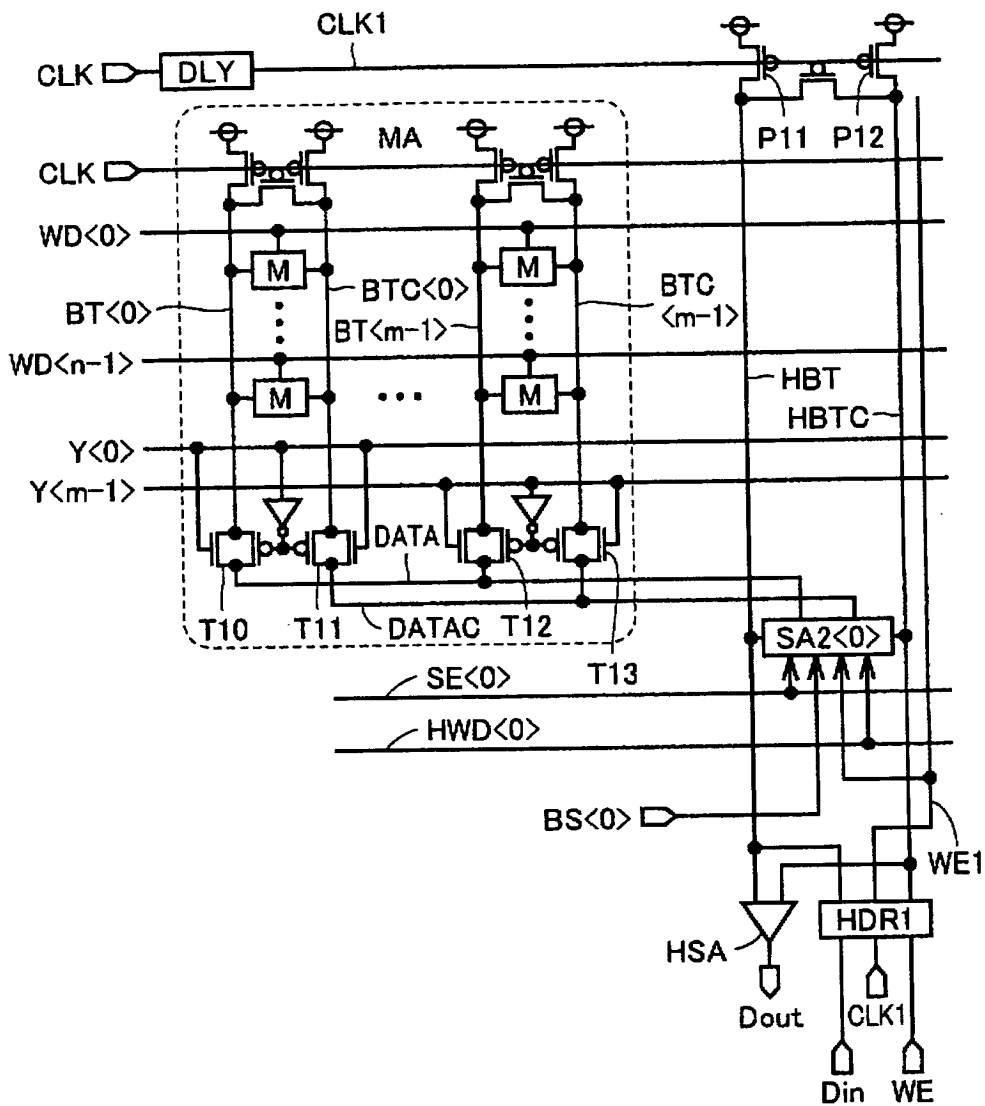 CLK1
CLK
DLY
P11
P12
MA
CLK
WD<0>
M
M
BT<0>
BTC<0>
BT<m-1>
BTC
<m-1>
WD<n-1>
M
M
HBT
HBTC
Y<0>
Y<m-1>
DATA
T10
T11
DATAC
T12
T13
SA2<0>
SE<0>
HWD<0>
BS<0>
WE1
HSA
HDR1
Dout
CLK1
Din
WE